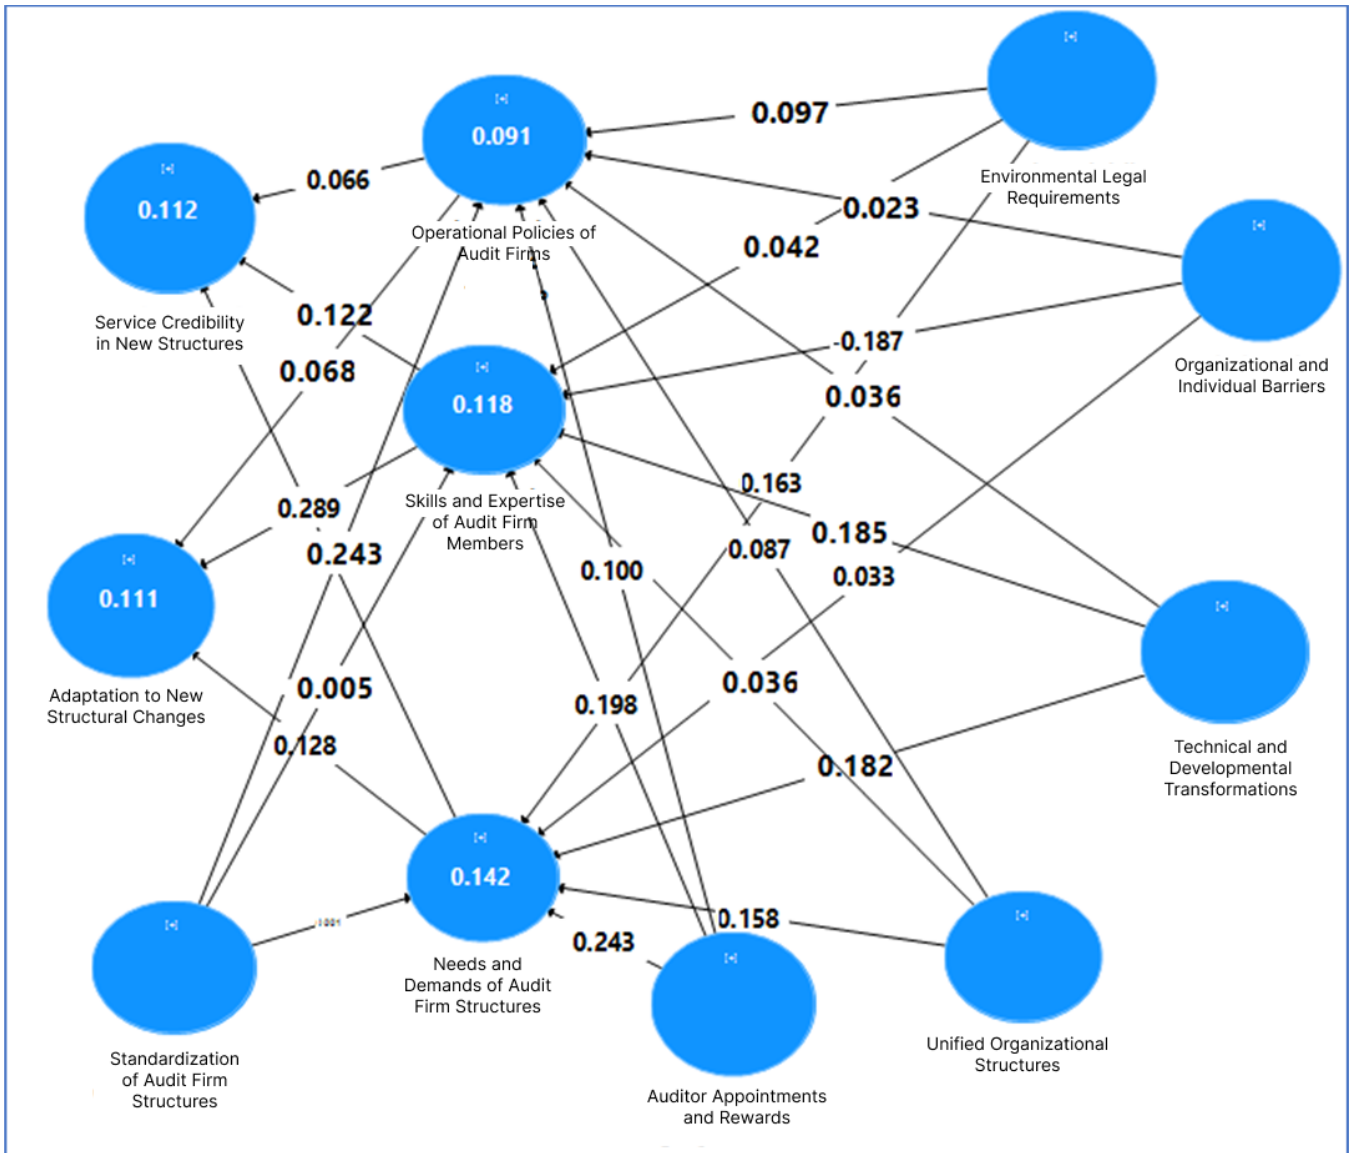 [+]
[+]
0.091
0.097
[+]
0.112
0.066
Environmental Legal
Requirements
0.023
[+]
Operational Policies of
Audit Firms
0.042
Service Credibility
in New Structures
0.122
-0.187
0.068
[+]
0.118
Organizational and
Individual Barriers
0.036
0.163
Skills and Expertise
of Audit Firm
Members
0.289
0.185
0.243
0.087
[+]
0.111
0.100
0.033
[+]
Adaptation to New
Structural Changes
0.005
0.036
0.198
0.128
0.182
Technical and
Developmental
Transformations
[+]
0.142
[+]
[+]
0.158
0.243
[+]
Needs and
Demands of Audit
Firm Structures
Unified Organizational
Structures
Standardization
of Audit Firm
Structures
Auditor Appointments
and Rewards